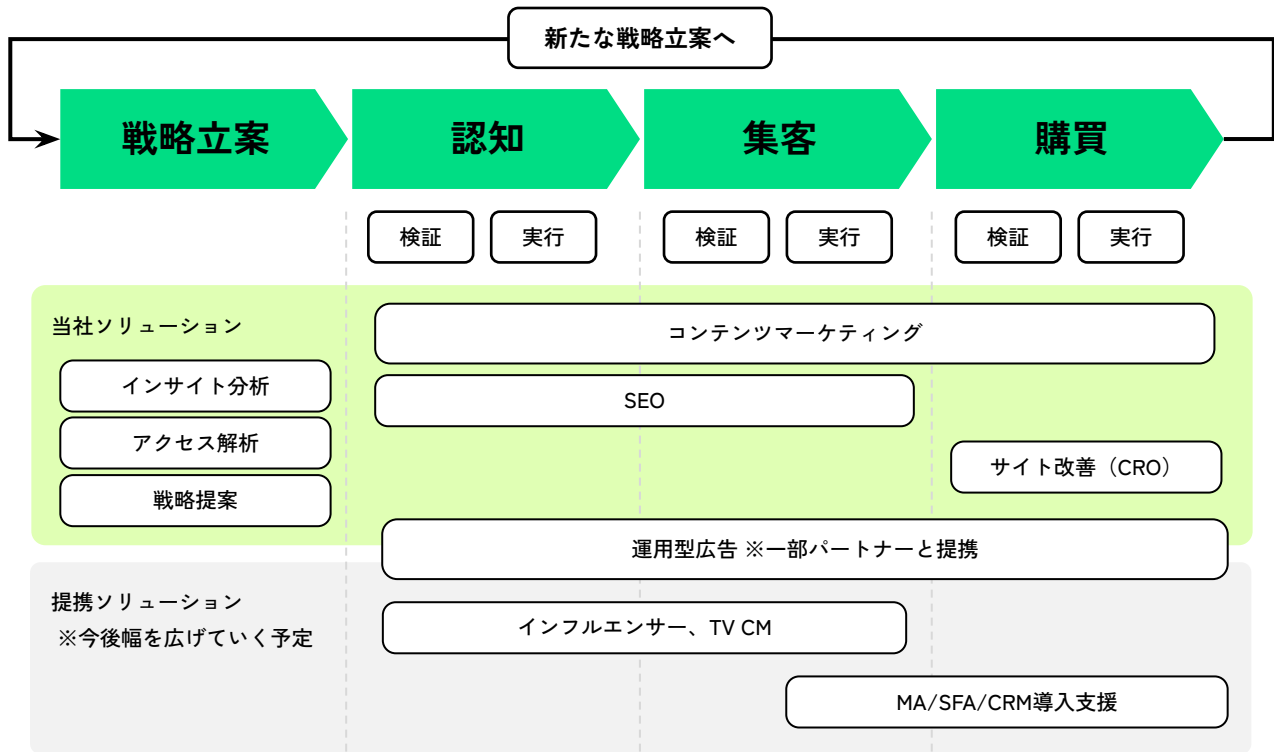 新たな戦略立案へ
戦略立案
認知
集客
購買
検証
実行
検証
実行
検証
実行
当社ソリューション
コンテンツマーケティング
インサイト分析
SEO
アクセス解析
サイト改善（CRO）
戦略提案
運用型広告 ※一部パートナーと提携
提携ソリューション
※今後幅を広げていく予定
インフルエンサー、TV CM
MA/SFA/CRM導入支援